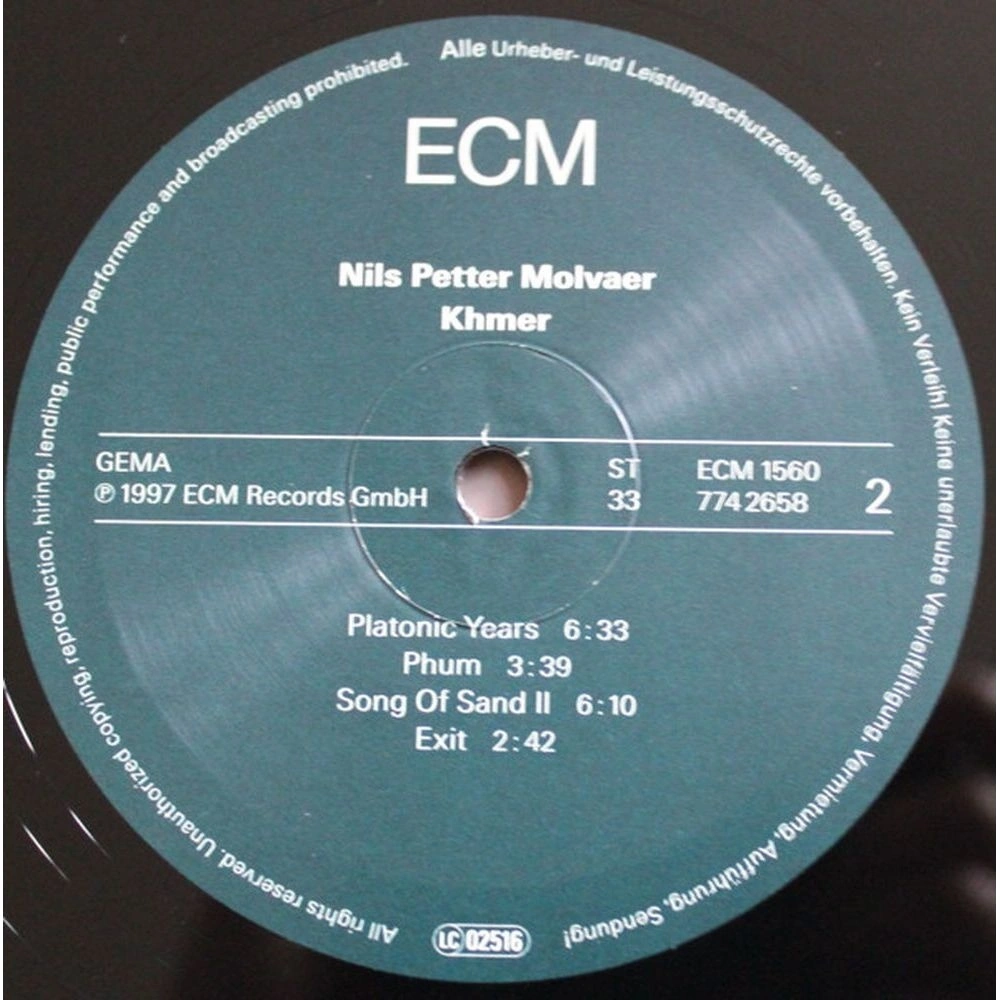 ECM
Nils Petter Molvaer
Khmer
GEMA
℗ 1997 ECM Records GmbH
ST
33
ECM 1560
774 2658
2
Platonic Years 6:33
Phum 3:39
Song Of Sand II 6:10
Exit 2:42
Alle Urheber- und Leistungsschutzrechte vorbehalten. Kein Verleih! Keine unerlaubte Vervielfältigung, Vermietung, Aufführung, Sendung!
LC 02516
All rights reserved. Unauthorized copying, reproduction, hiring, lending, public performance and broadcasting prohibited.